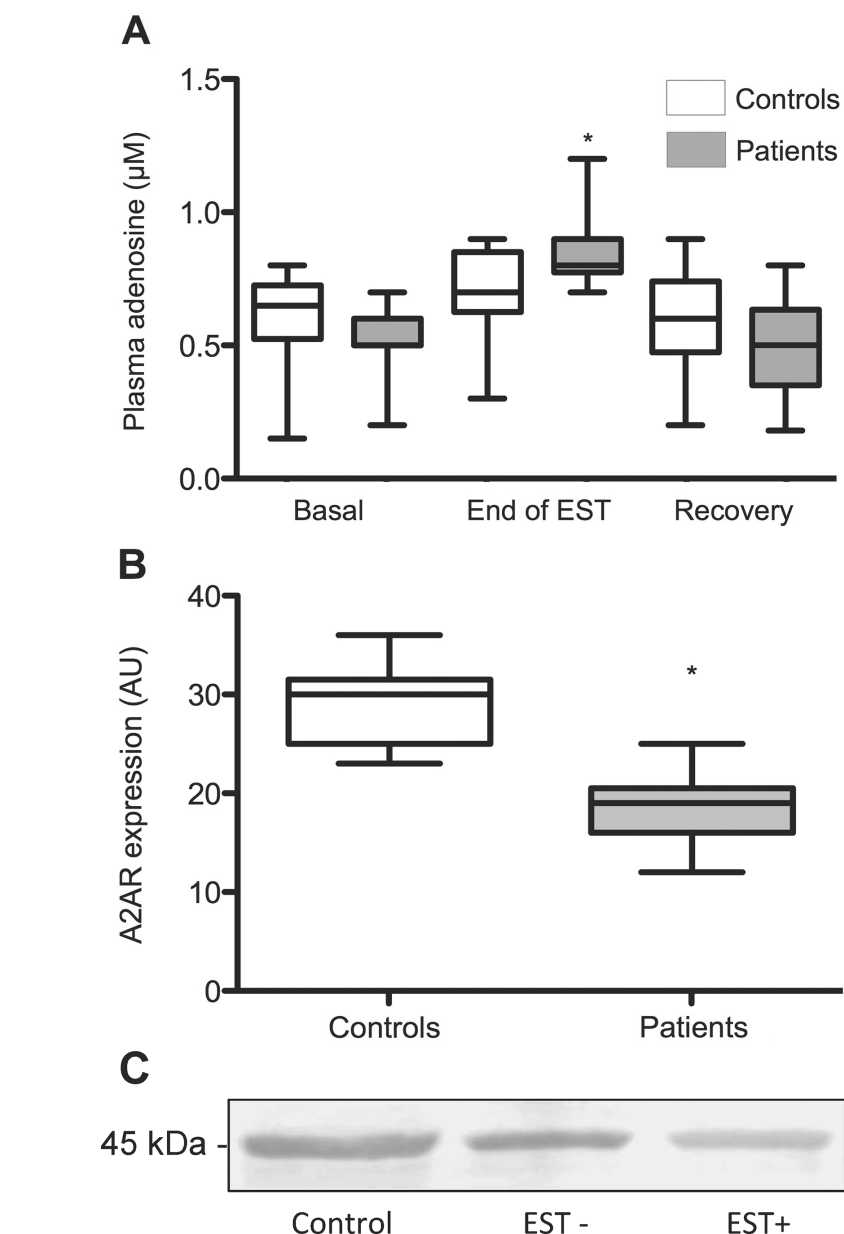 A
1.5
Controls
*
Patients
Plasma adenosine (µM)
1.0
0.5
0.0
Basal End of EST Recovery
B
40
A2AR expression (AU)
*
30
20
10
0
Controls Patients
C
45 kDa -
Control EST - EST+